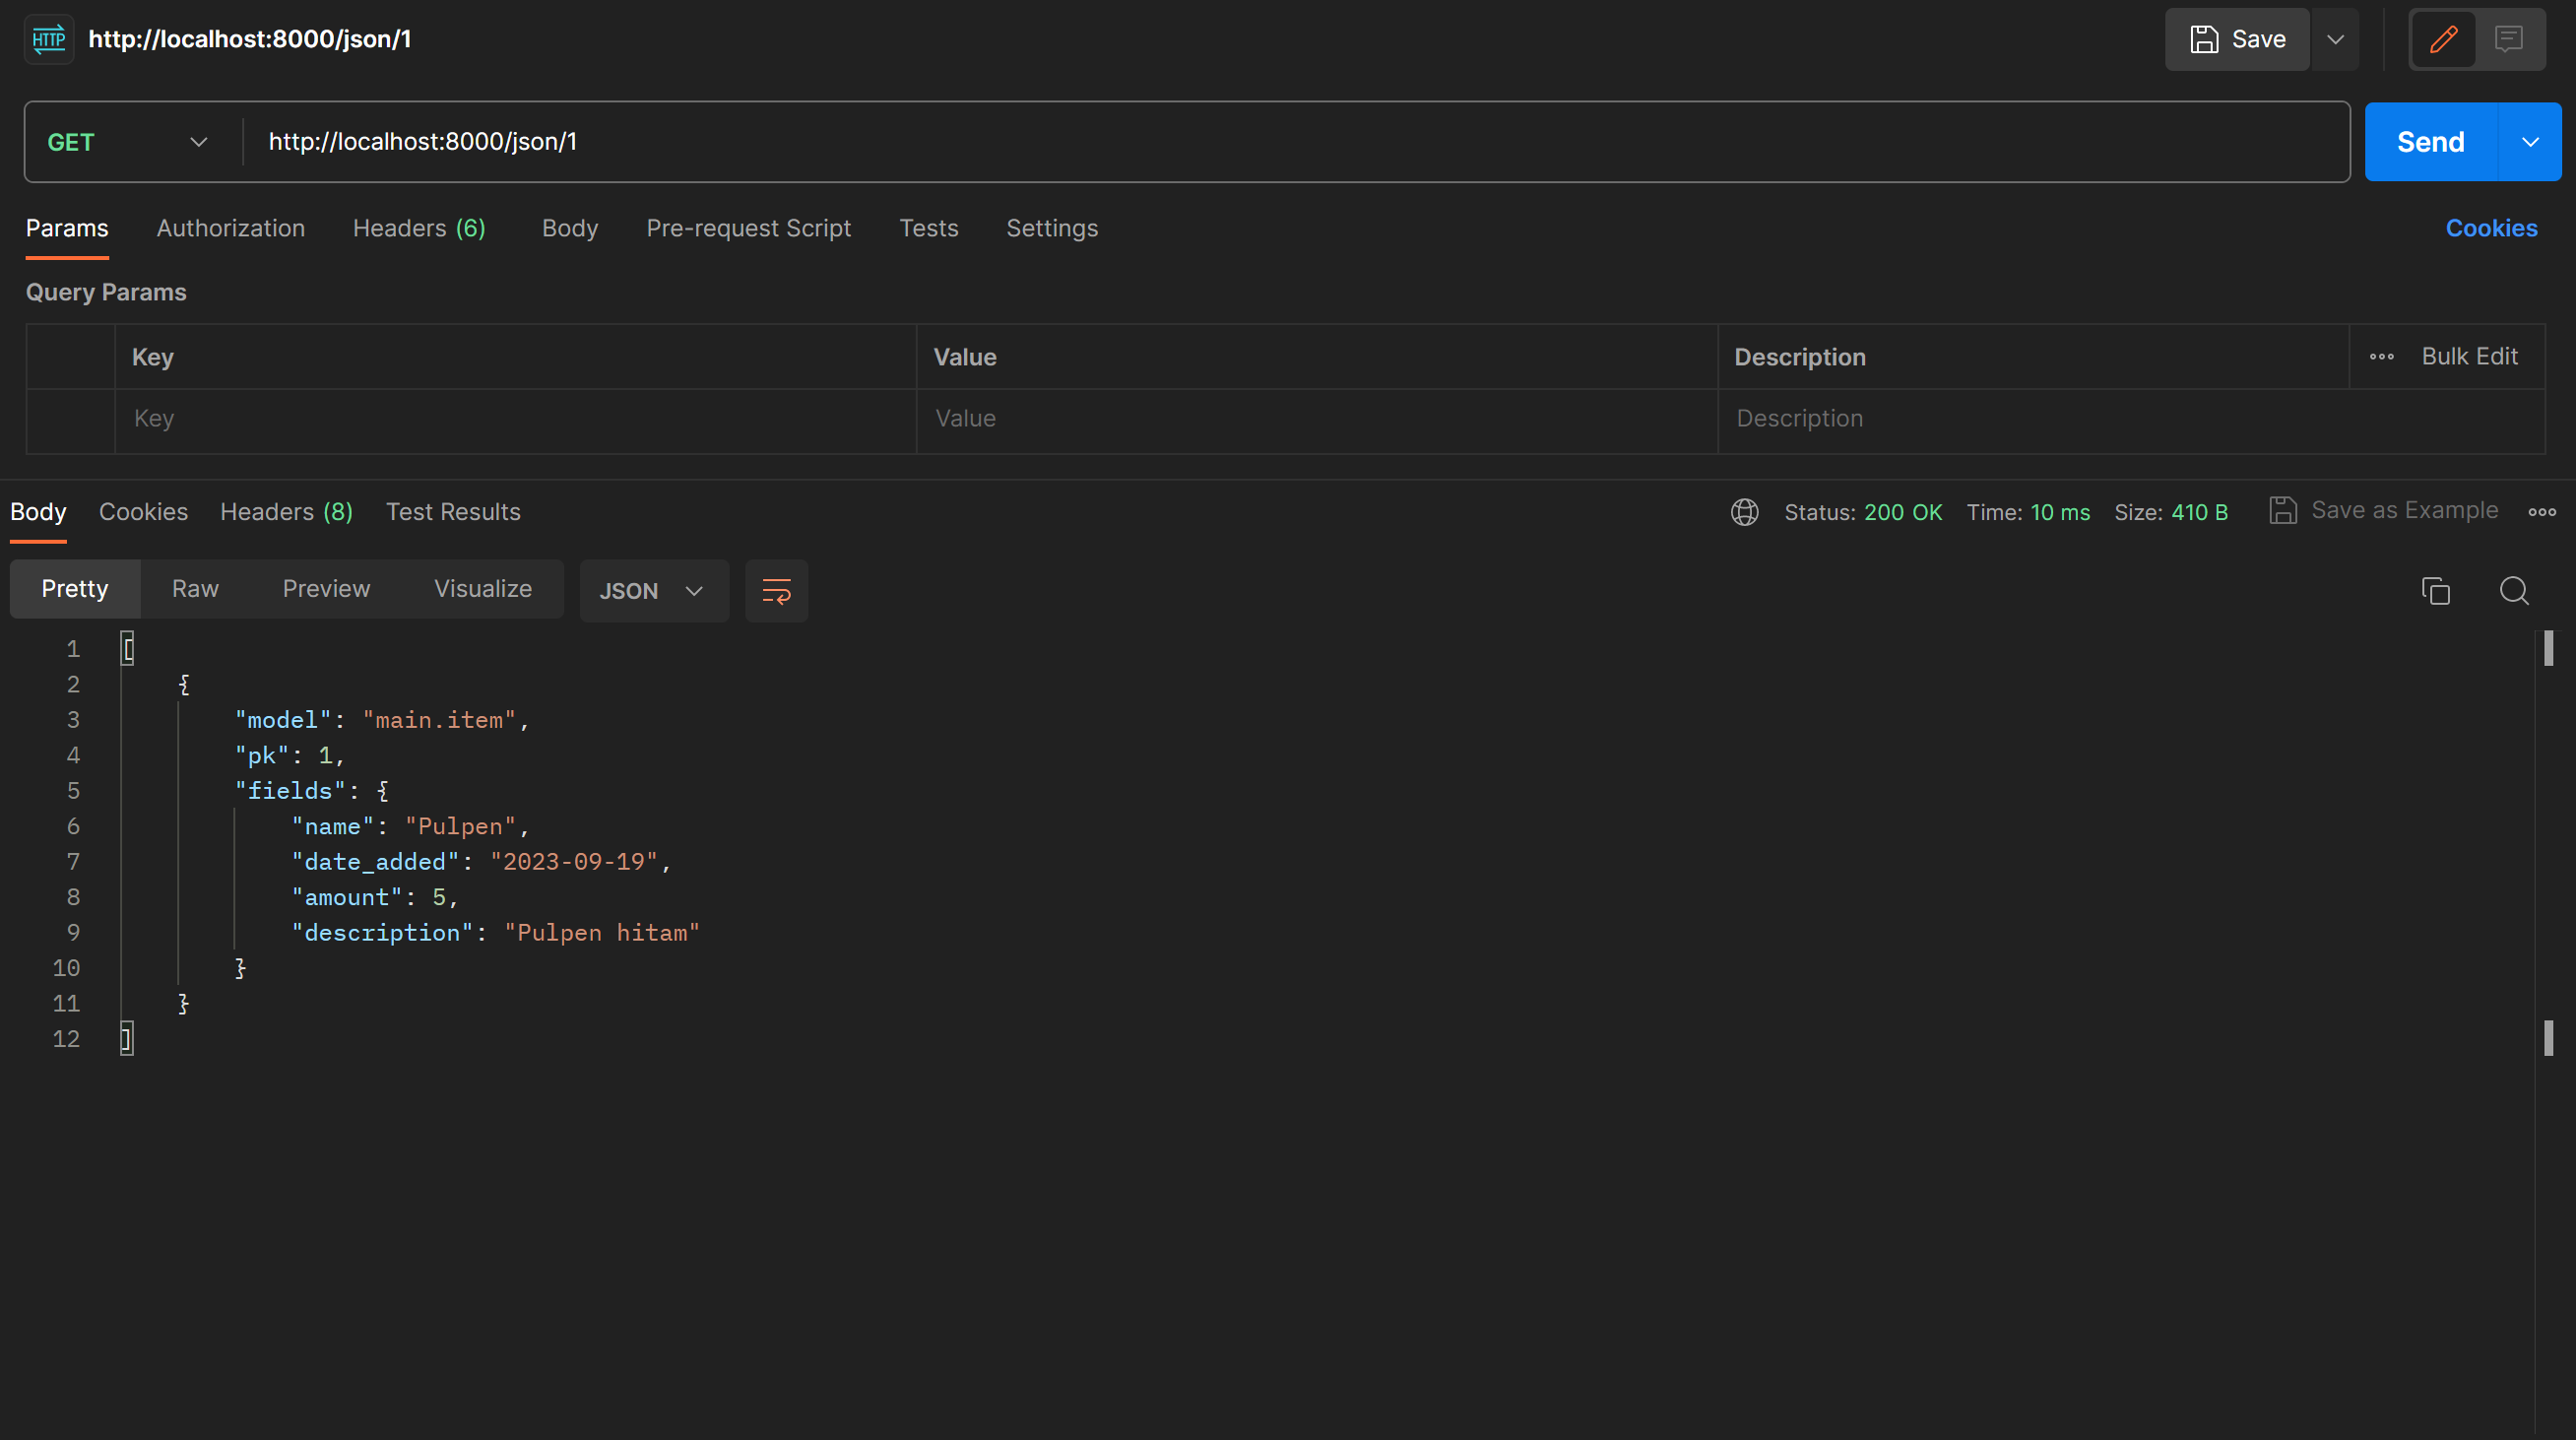 HTTP http://localhost:8000/json/1 Save
GET http://localhost:8000/json/1 Send
Params Authorization Headers (6) Body Pre-request Script Tests Settings Cookies
Query Params
Key Value Description Bulk Edit
Key Value Description
Body Cookies Headers (8) Test Results Status: 200 OK Time: 10 ms Size: 410 B Save as Example
Pretty Raw Preview Visualize JSON
1 [
2 {
3 "model": "main.item",
4 "pk": 1,
5 "fields": {
6 "name": "Pulpen",
7 "date_added": "2023-09-19",
8 "amount": 5,
9 "description": "Pulpen hitam"
10 }
11 }
12 ]